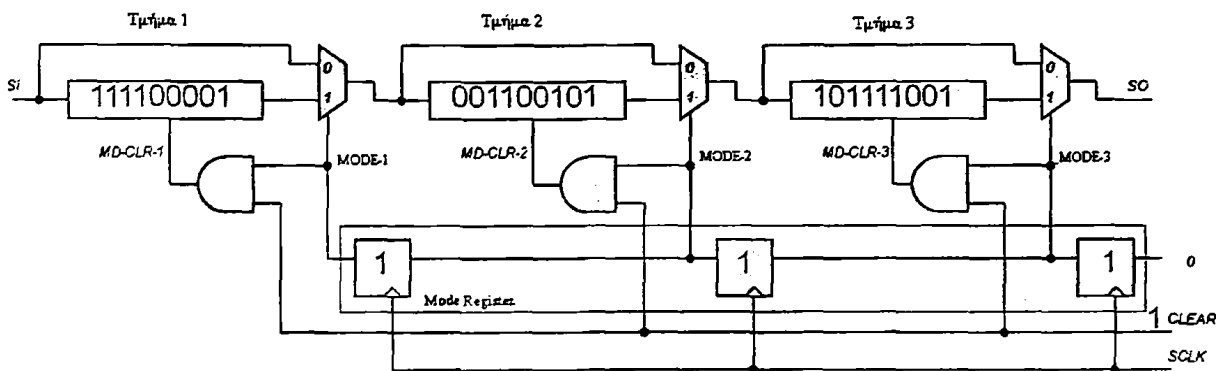 Τμήμα 1
Τμήμα 2
Τμήμα 3
Si
111100001
0
1
001100101
0
1
101111001
0
1
SO
MD-CLR-1
MODE-1
MD-CLR-2
MODE-2
MD-CLR-3
MODE-3
1
1
1
0
Mode Register
1 CLEAR
SCLK